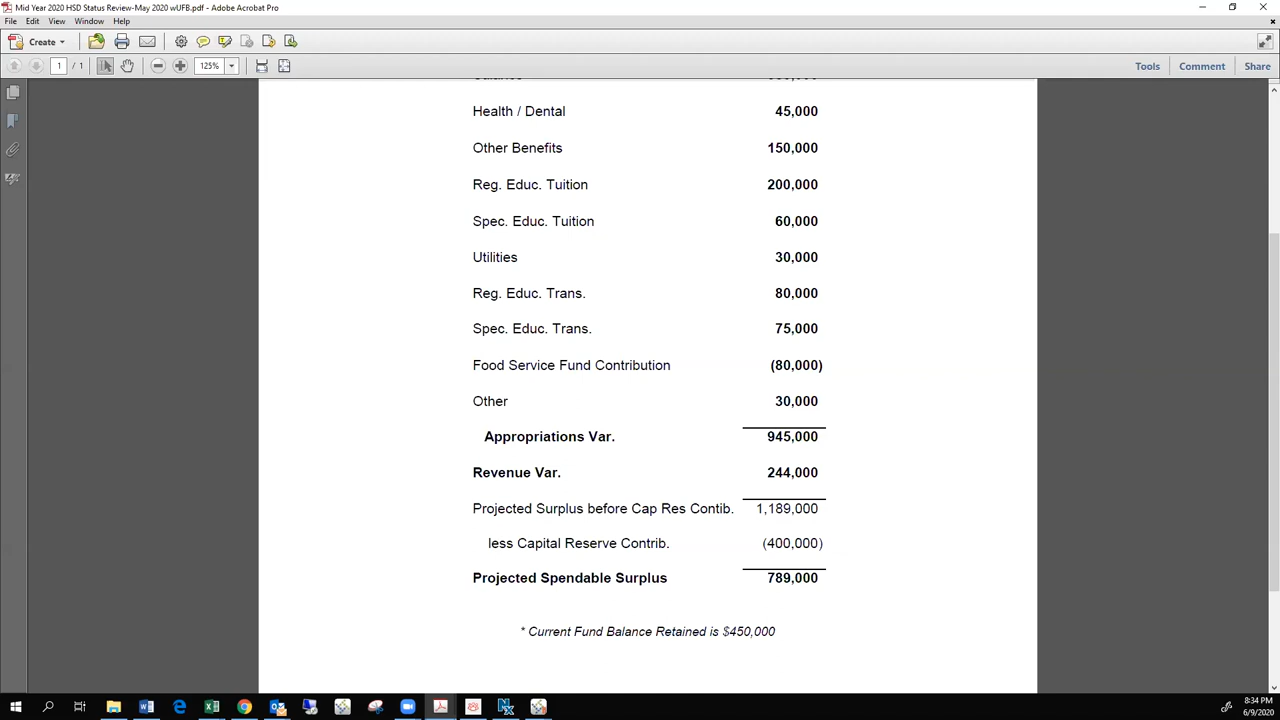 Mid Year 2020 HSD Status Review-May 2020 wUFB.pdf - Adobe Acrobat Pro
File Edit View Window Help
Create
1 / 1 125% Tools Comment Share
Health / Dental 45,000
Other Benefits 150,000
Reg. Educ. Tuition 200,000
Spec. Educ. Tuition 60,000
Utilities 30,000
Reg. Educ. Trans. 80,000
Spec. Educ. Trans. 75,000
Food Service Fund Contribution (80,000)
Other 30,000
Appropriations Var. 945,000
Revenue Var. 244,000
Projected Surplus before Cap Res Contib. 1,189,000
less Capital Reserve Contrib. (400,000)
Projected Spendable Surplus 789,000
* Current Fund Balance Retained is $450,000
8:34 PM
6/9/2020